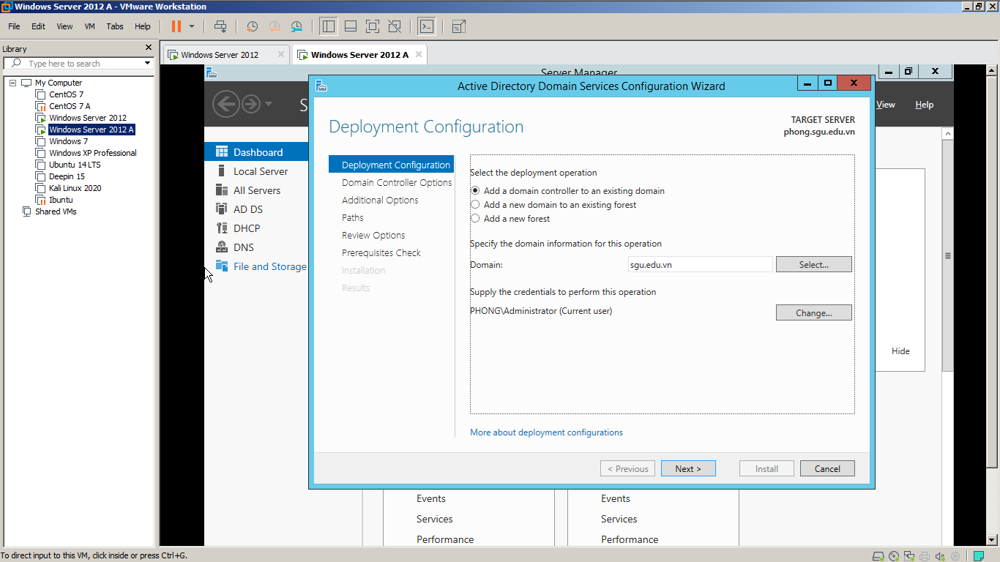 Windows Server 2012 A - VMware Workstation
File Edit View VM Tabs Help
Library
Type here to search
My Computer
CentOS 7
CentOS 7 A
Windows Server 2012
Windows Server 2012 A
Windows 7
Windows XP Professional
Ubuntu 14 LTS
Deepin 15
Kali Linux 2020
Ibuntu
Shared VMs
Windows Server 2012
Windows Server 2012 A
Server Manager
View Help
Dashboard
Local Server
All Servers
AD DS
DHCP
DNS
File and Storage
Active Directory Domain Services Configuration Wizard
Deployment Configuration
TARGET SERVER
phong.sgu.edu.vn
Deployment Configuration
Domain Controller Options
Additional Options
Paths
Review Options
Prerequisites Check
Installation
Results
Select the deployment operation
Add a domain controller to an existing domain
Add a new domain to an existing forest
Add a new forest
Specify the domain information for this operation
Domain: sgu.edu.vn Select...
Supply the credentials to perform this operation
PHONG\Administrator (Current user) Change...
More about deployment configurations
< Previous Next > Install Cancel
Hide
Events
Services
Performance
Events
Services
Performance
To direct input to this VM, click inside or press Ctrl+G.